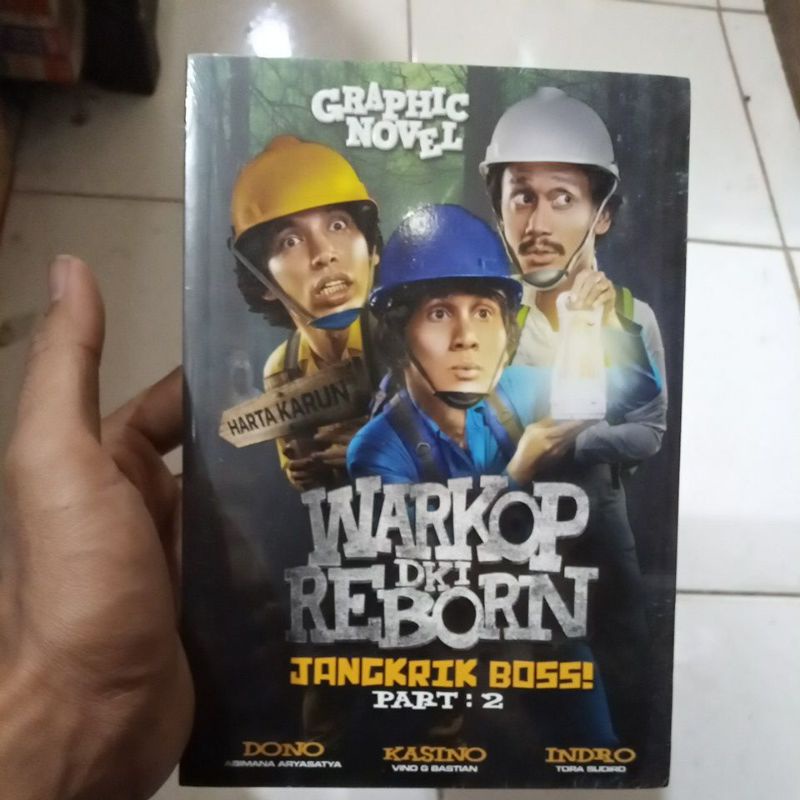 GRAPHIC
NOVEL
HARTA KARUN
WARKOP
DKI
REBORN
JANGKRIK BOSS!
PART : 2
DONO KASINO INDRO
ABIMANA ARYASATYA VINO G BASTIAN TORA SUDIRO